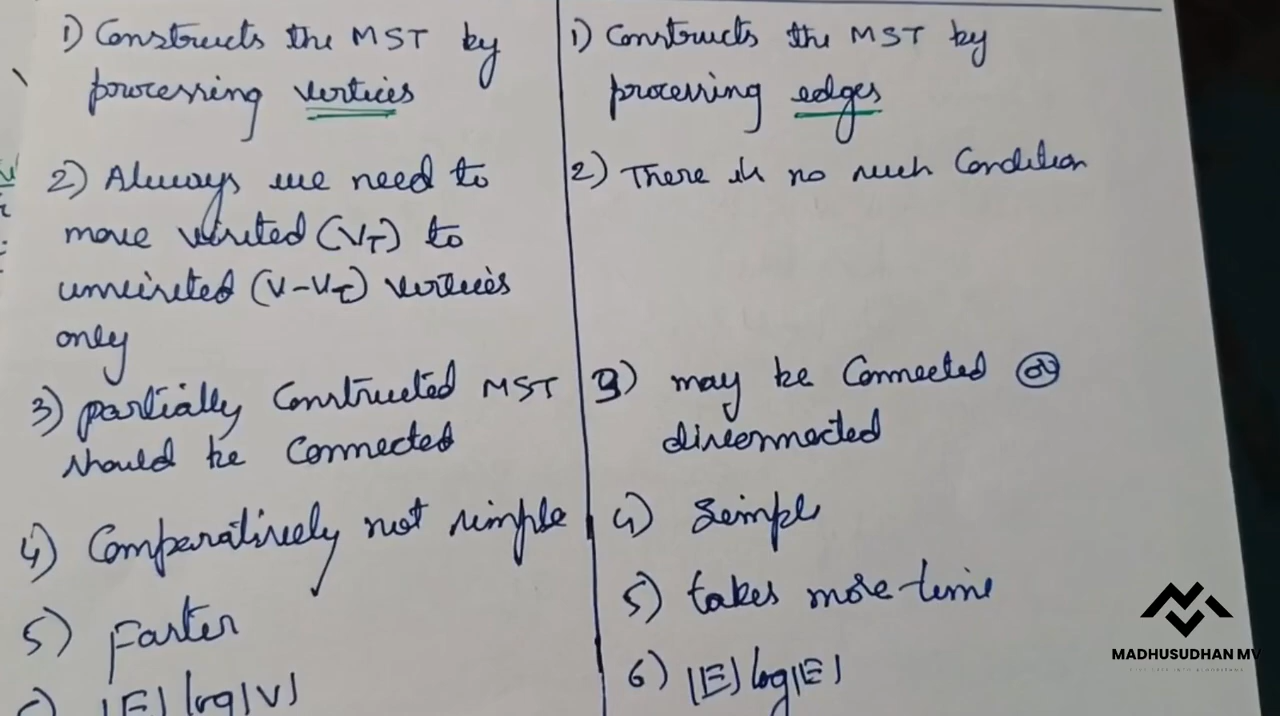 1) Constructs the MST by
processing vertices
2) Always we need to
move visited (VT) to
unvisited (V-VT) vertices
only
3) partially Constructed MST
should be Connected
4) Comparatively not simple
5) Faster
|E| log|V|
1) Constructs the MST by
processing edges
2) There is no such Condition
3) may be Connected or
disconnected
4) Simple
5) takes more time
6) |E| log|E|
MADHUSUDHAN MV